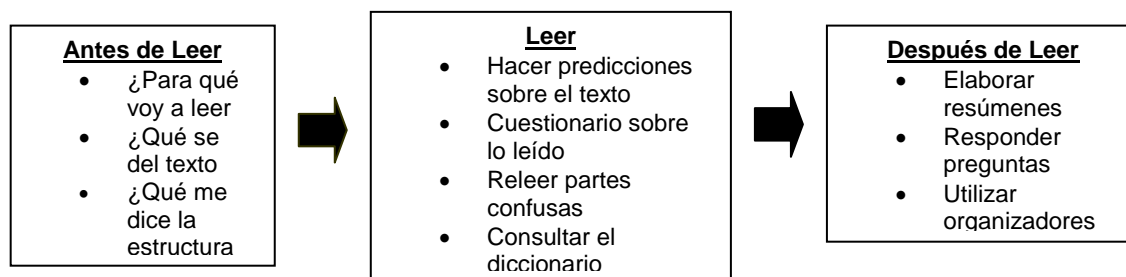 Antes de Leer
• ¿Para qué
voy a leer
• ¿Qué se
del texto
• ¿Qué me
dice la
estructura
Leer
• Hacer predicciones
sobre el texto
• Cuestionario sobre
lo leído
• Releer partes
confusas
• Consultar el
diccionario
Después de Leer
• Elaborar
resúmenes
• Responder
preguntas
• Utilizar
organizadores